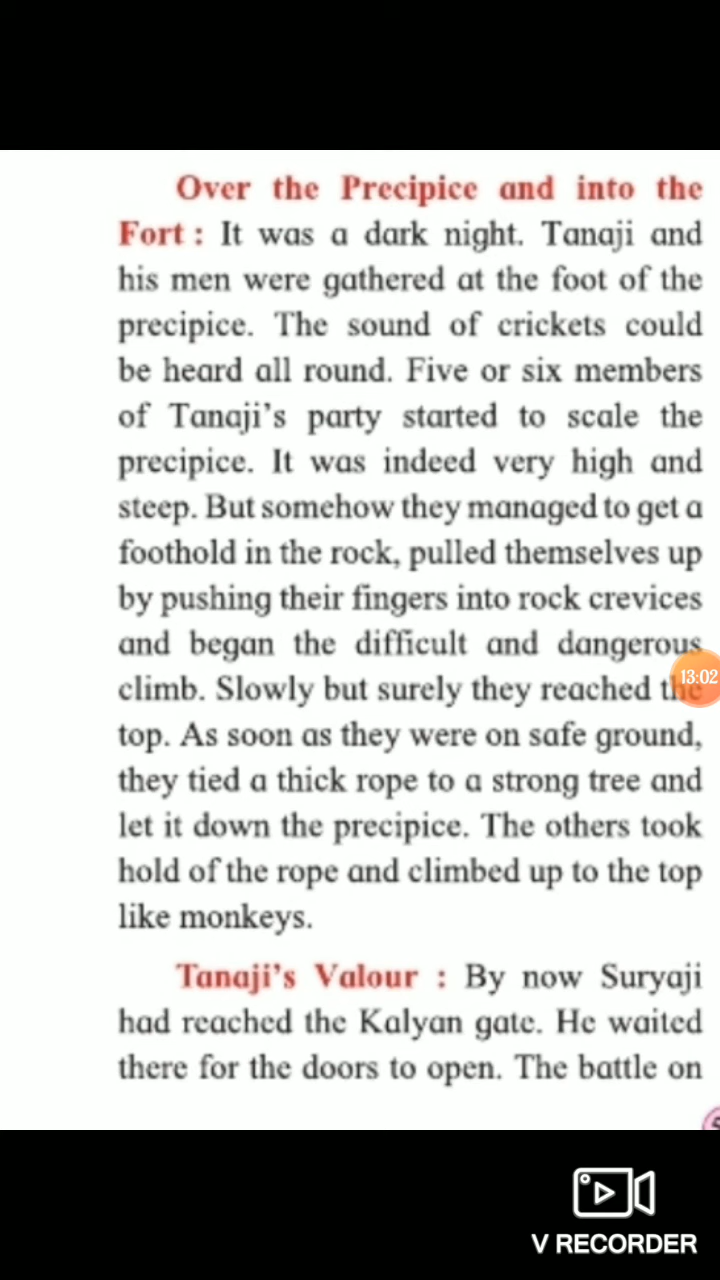 Over the Precipice and into the
Fort : It was a dark night. Tanaji and
his men were gathered at the foot of the
precipice. The sound of crickets could
be heard all round. Five or six members
of Tanaji's party started to scale the
precipice. It was indeed very high and
steep. But somehow they managed to get a
foothold in the rock, pulled themselves up
by pushing their fingers into rock crevices
and began the difficult and dangerous
climb. Slowly but surely they reached the
13:02
top. As soon as they were on safe ground,
they tied a thick rope to a strong tree and
let it down the precipice. The others took
hold of the rope and climbed up to the top
like monkeys.
Tanaji's Valour : By now Suryaji
had reached the Kalyan gate. He waited
there for the doors to open. The battle on
V RECORDER